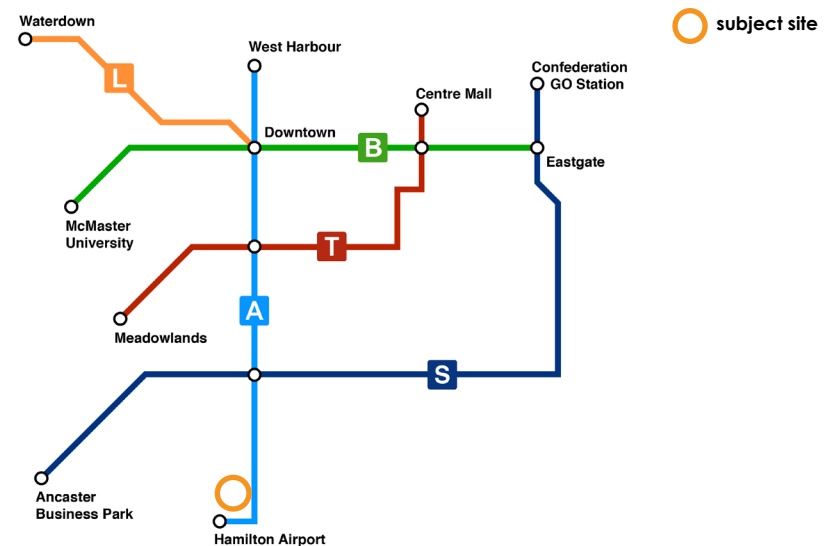 Waterdown
subject site
West Harbour
Confederation
GO Station
L
Centre Mall
Downtown
B
Eastgate
McMaster
University
T
A
Meadowlands
S
Ancaster
Business Park
Hamilton Airport